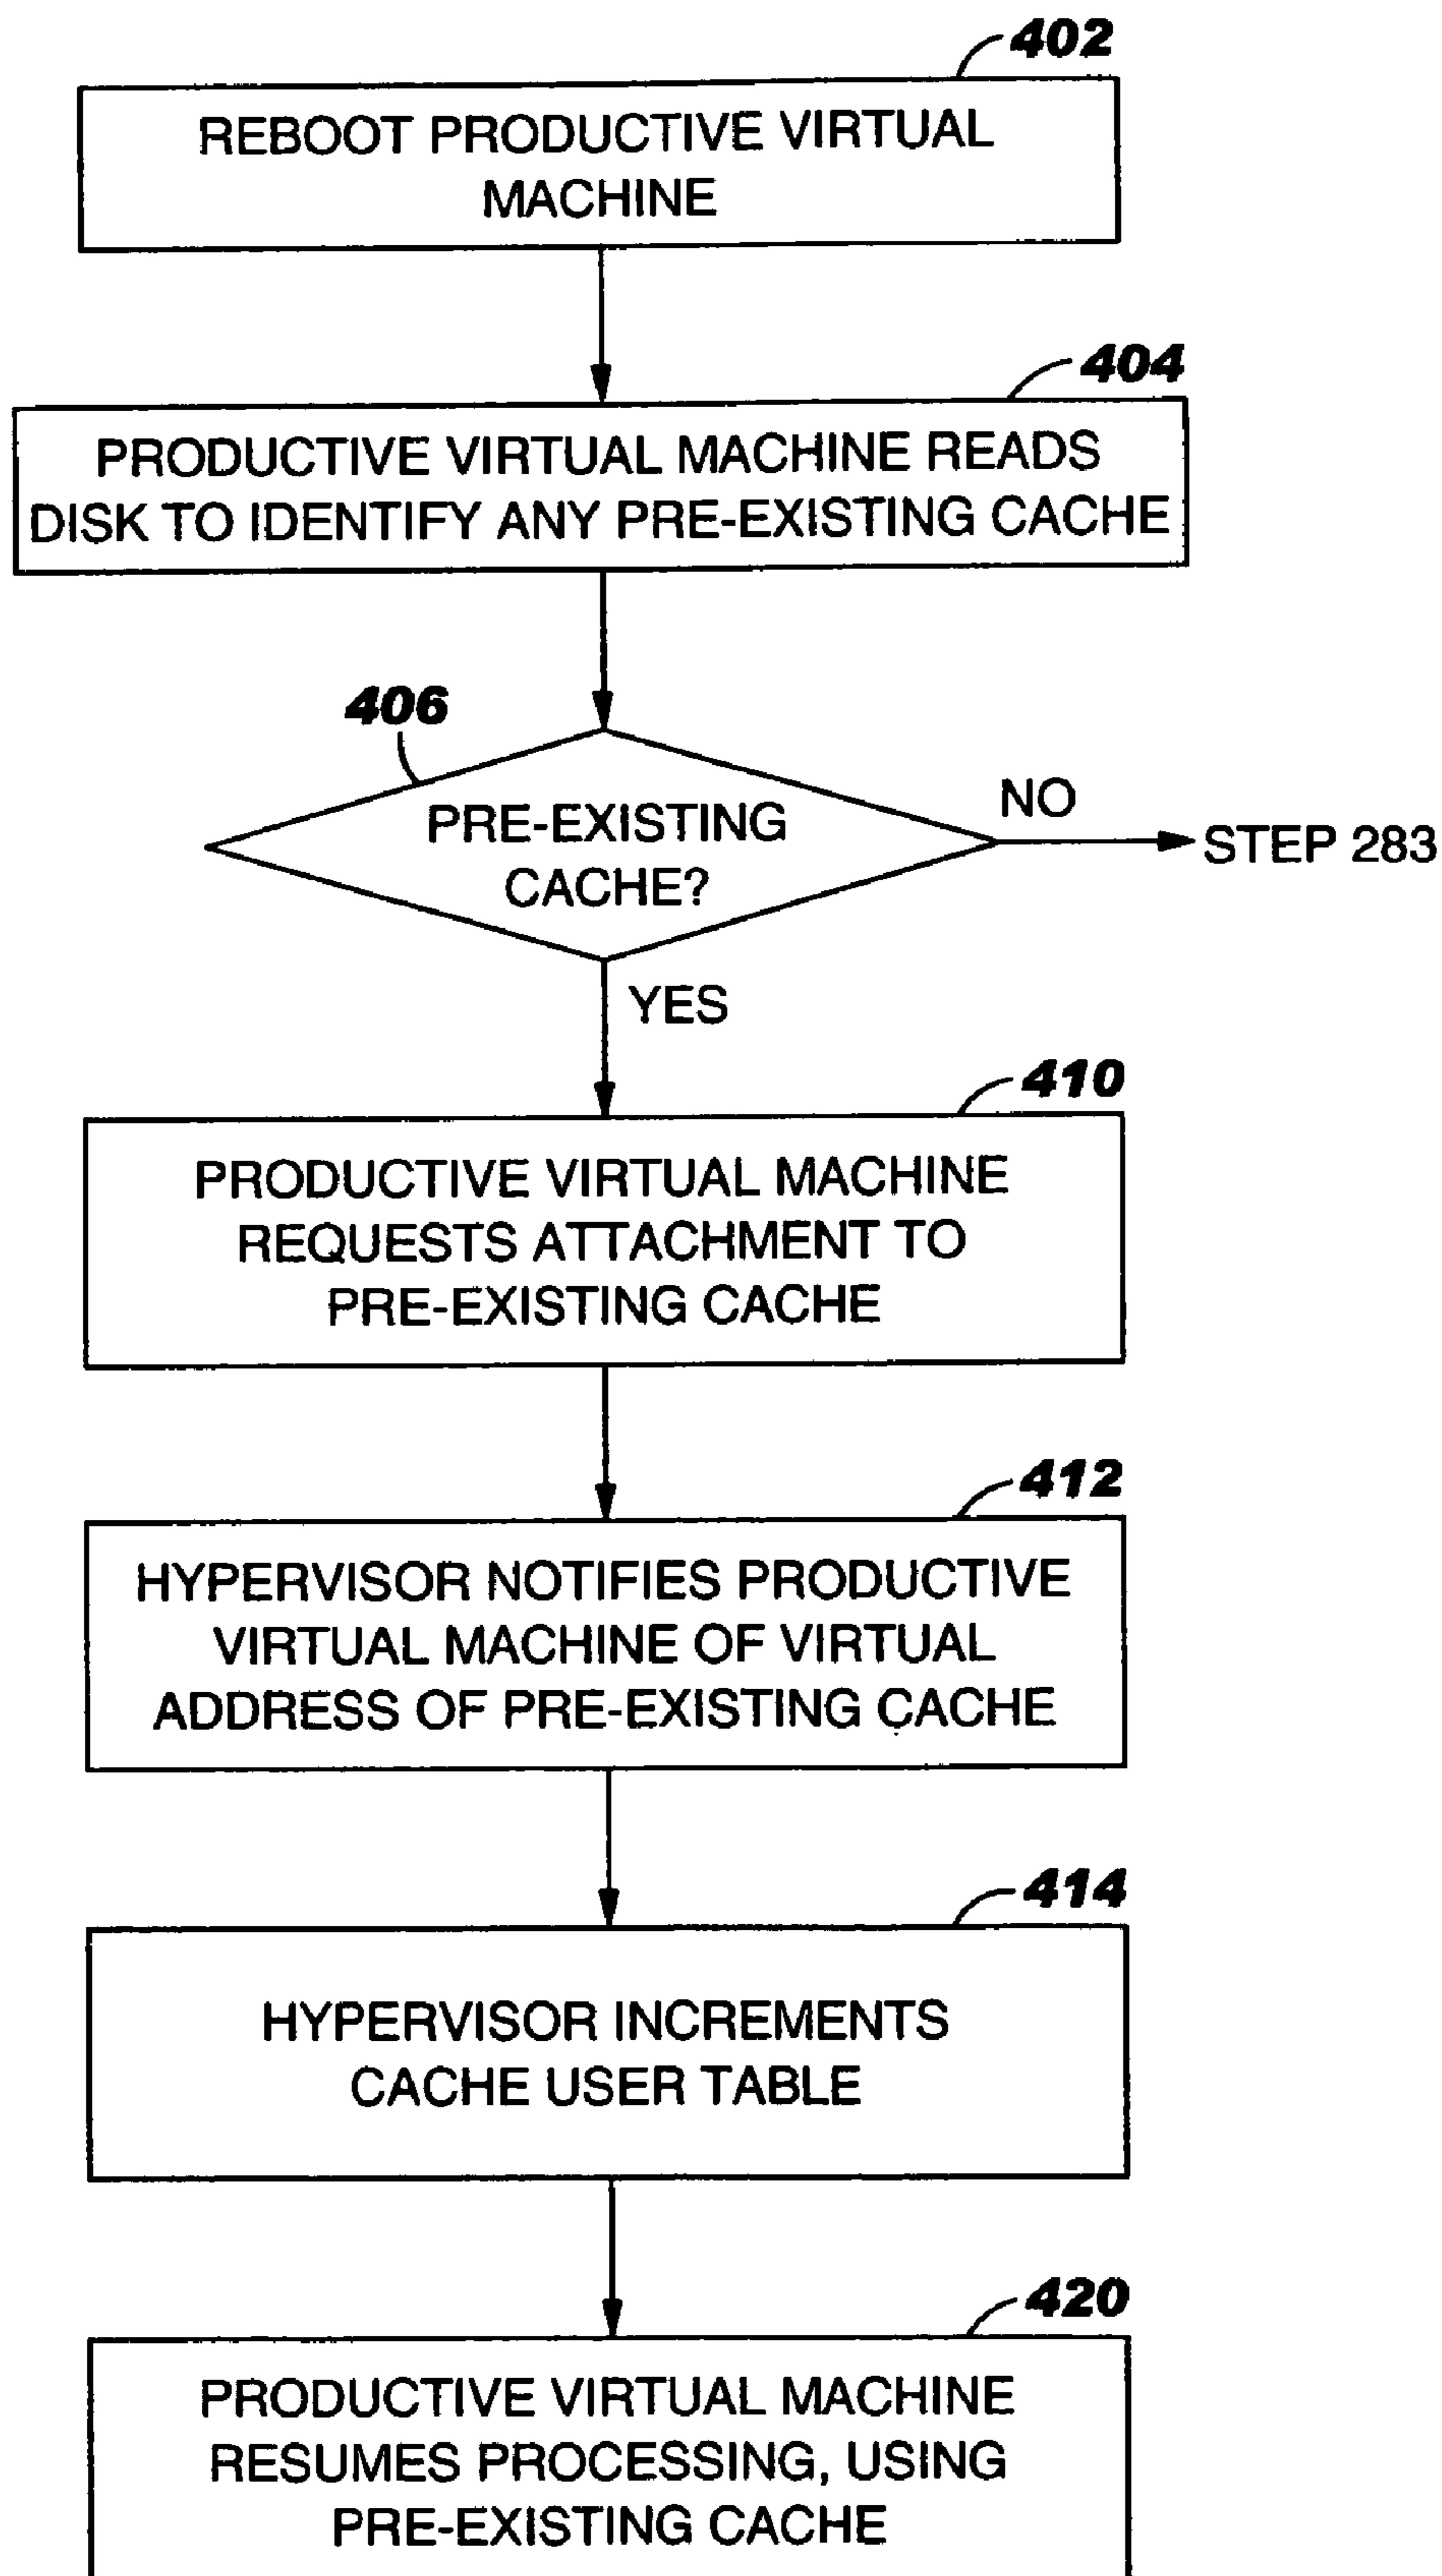 402
REBOOT PRODUCTIVE VIRTUAL
MACHINE
404
PRODUCTIVE VIRTUAL MACHINE READS
DISK TO IDENTIFY ANY PRE-EXISTING CACHE
406
PRE-EXISTING
CACHE?
NO
STEP 283
YES
410
PRODUCTIVE VIRTUAL MACHINE
REQUESTS ATTACHMENT TO
PRE-EXISTING CACHE
412
HYPERVISOR NOTIFIES PRODUCTIVE
VIRTUAL MACHINE OF VIRTUAL
ADDRESS OF PRE-EXISTING CACHE
414
HYPERVISOR INCREMENTS
CACHE USER TABLE
420
PRODUCTIVE VIRTUAL MACHINE
RESUMES PROCESSING, USING
PRE-EXISTING CACHE